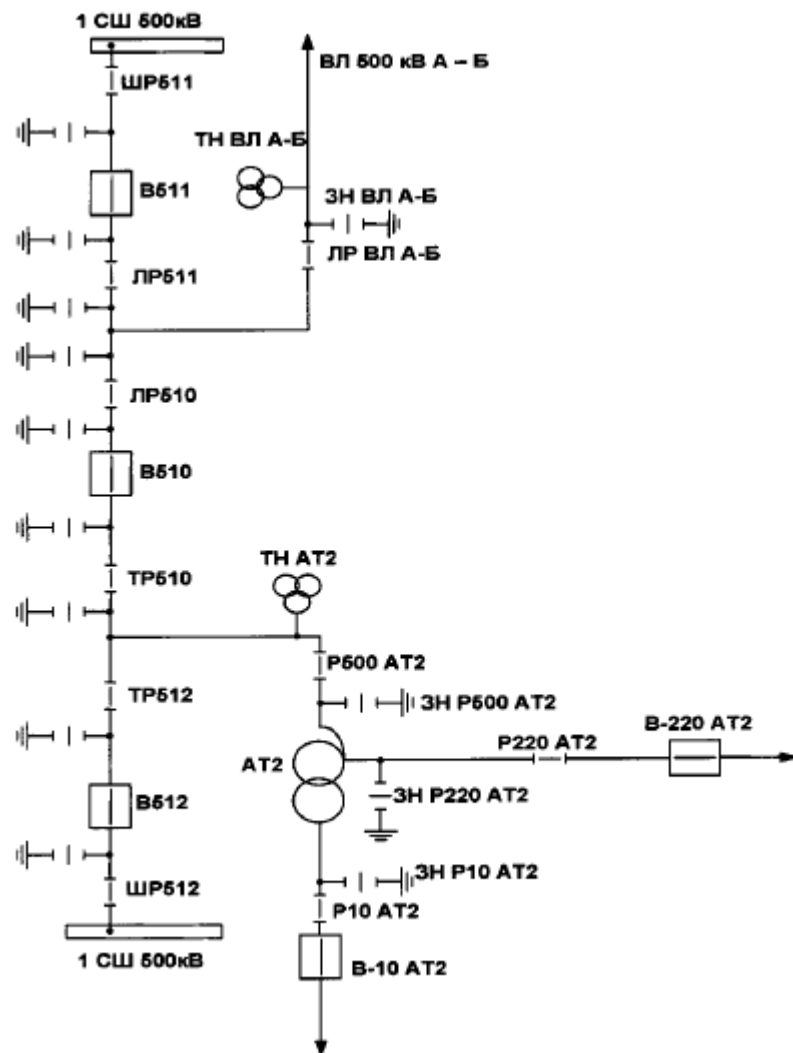 1 СШ 500кВ
ШР511
ВЛ 500 кВ А – Б
ТН ВЛ А-Б
В511
ЗН ВЛ А-Б
ЛР ВЛ А-Б
ЛР511
ЛР510
В510
ТН АТ2
ТР510
Р500 АТ2
ТР512
ЗН Р500 АТ2
В-220 АТ2
Р220 АТ2
АТ2
ЗН Р220 АТ2
В512
ЗН Р10 АТ2
ШР512
Р10 АТ2
1 СШ 500кВ
В-10 АТ2